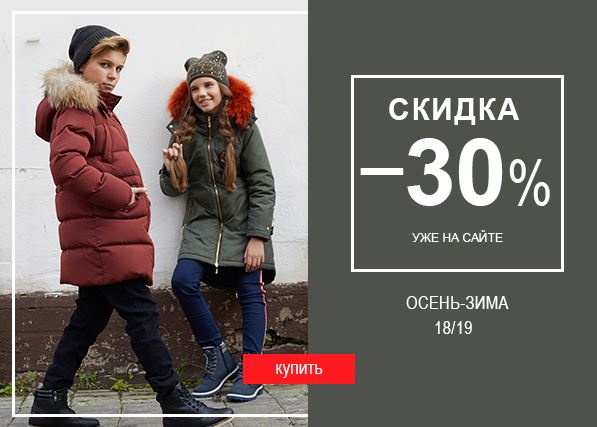 СКИДКА
–30%
УЖЕ НА САЙТЕ
ОСЕНЬ-ЗИМА
18/19
купить